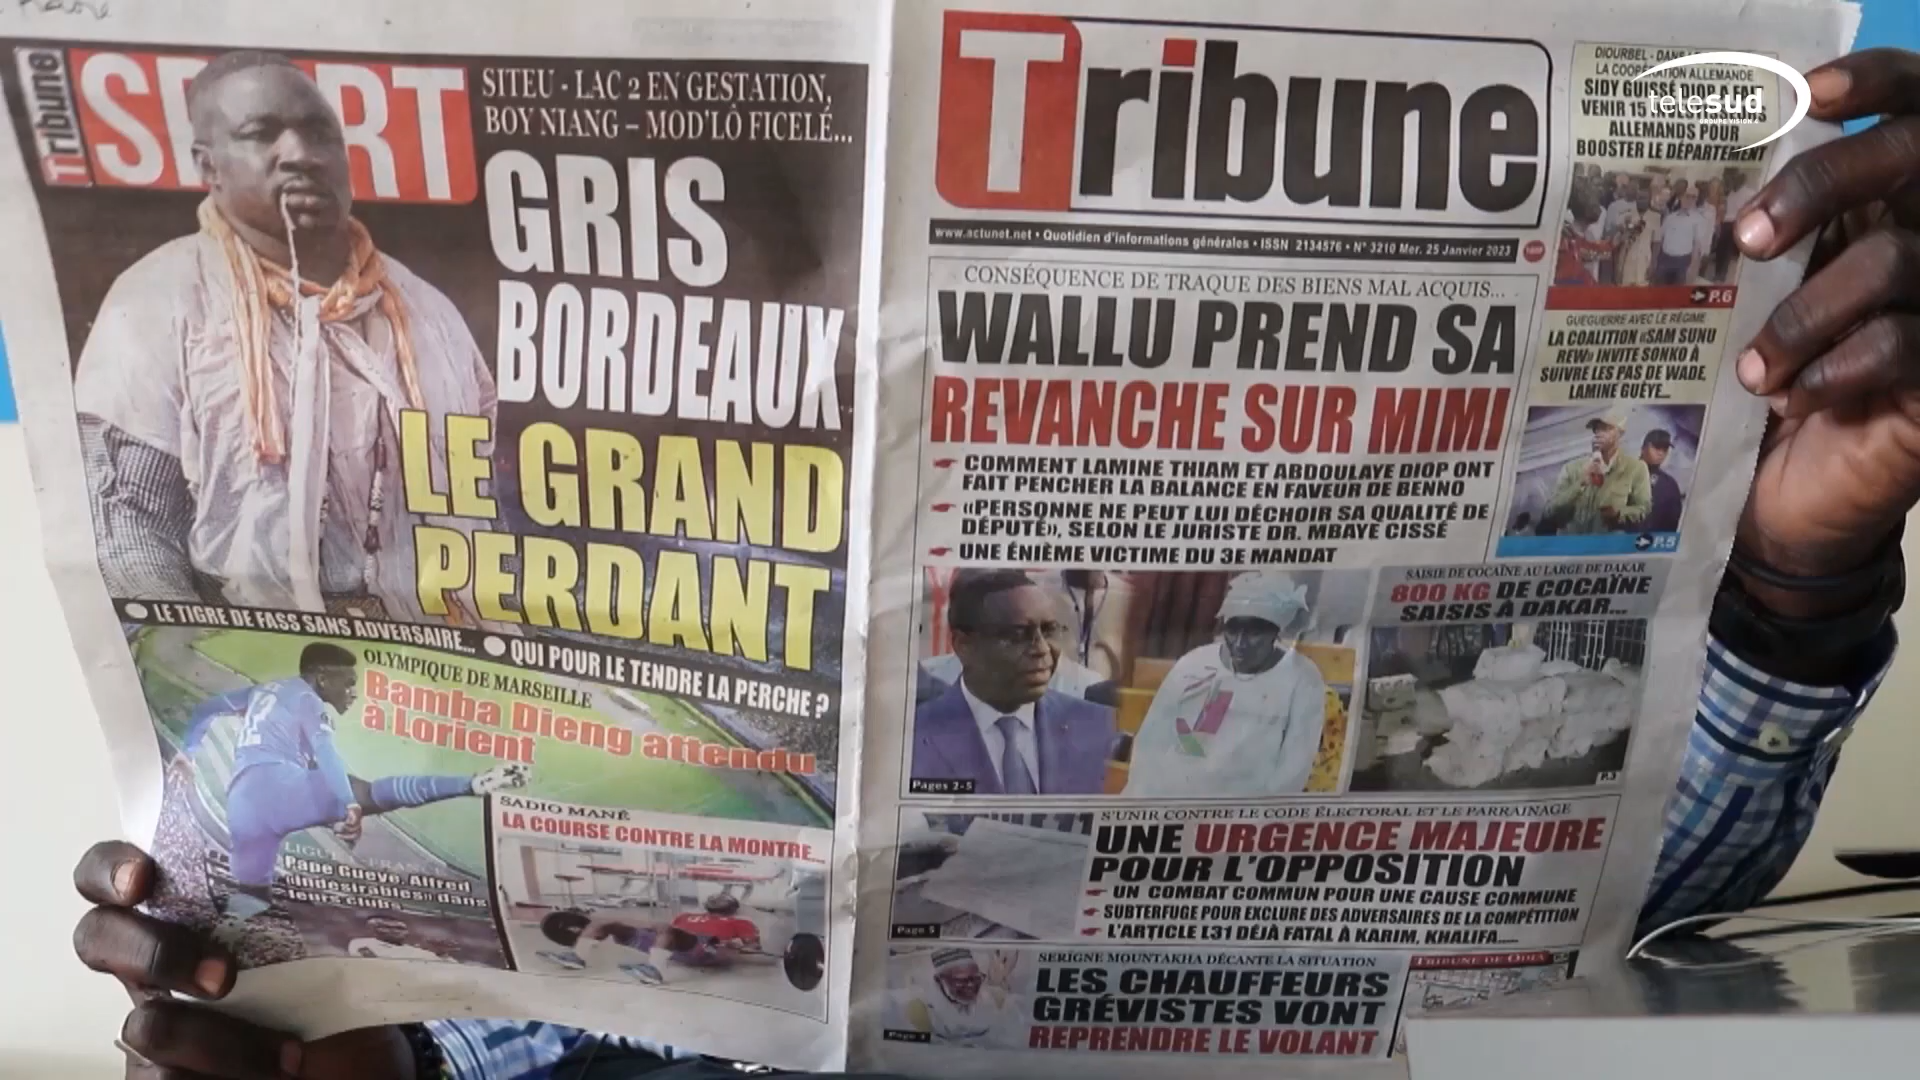 Tribune
SPORT
SITEU - LAC 2 EN GESTATION,
BOY NIANG – MOD'LÔ FICELÉ...
GRIS
BORDEAUX
LE GRAND
PERDANT
LE TIGRE DE FASS SANS ADVERSAIRE... QUI POUR LE TENDRE LA PERCHE ?
OLYMPIQUE DE MARSEILLE
Bamba Dieng attendu
à Lorient
Pape Gueye, Alfred
«indésirables» dans
leurs clubs
SADIO MANÉ
LA COURSE CONTRE LA MONTRE...
Tribune
www.actunet.net • Quotidien d'informations générales • ISSN 2134576 • N° 3210 Mer. 25 Janvier 2023
CONSÉQUENCE DE TRAQUE DES BIENS MAL ACQUIS...
WALLU PREND SA
REVANCHE SUR MIMI
COMMENT LAMINE THIAM ET ABDOULAYE DIOP ONT
FAIT PENCHER LA BALANCE EN FAVEUR DE BENNO
«PERSONNE NE PEUT LUI DÉCHOIR SA QUALITÉ DE
DÉPUTÉ», SELON LE JURISTE DR. MBAYE CISSÉ
UNE ÉNIÈME VICTIME DU 3E MANDAT
Pages 2-5
SAISIE DE COCAÏNE AU LARGE DE DAKAR
800 KG DE COCAÏNE
SAISIS À DAKAR...
P.3
S'UNIR CONTRE LE CODE ÉLECTORAL ET LE PARRAINAGE
UNE URGENCE MAJEURE
POUR L'OPPOSITION
UN COMBAT COMMUN POUR UNE CAUSE COMMUNE
SUBTERFUGE POUR EXCLURE DES ADVERSAIRES DE LA COMPÉTITION
L'ARTICLE L31 DÉJÀ FATAL À KARIM, KHALIFA.....
Page 5
SERIGNE MOUNTAKHA DÉCANTE LA SITUATION
LES CHAUFFEURS
GRÉVISTES VONT
REPRENDRE LE VOLANT
TRIBUNE DE ODIA
DIOURBEL - DANS
LA COOPÉRATION ALLEMANDE
SIDY GUISSÉ DIOP A FAIT
VENIR 15 INVESTISSEURS
ALLEMANDS POUR
BOOSTER LE DÉPARTEMENT
P.6
GUEGUERRE AVEC LE RÉGIME
LA COALITION «SAM SUNU
REW» INVITE SONKO À
SUIVRE LES PAS DE WADE,
LAMINE GUÈYE...
P.5
telesud
GROUPE VISION 4